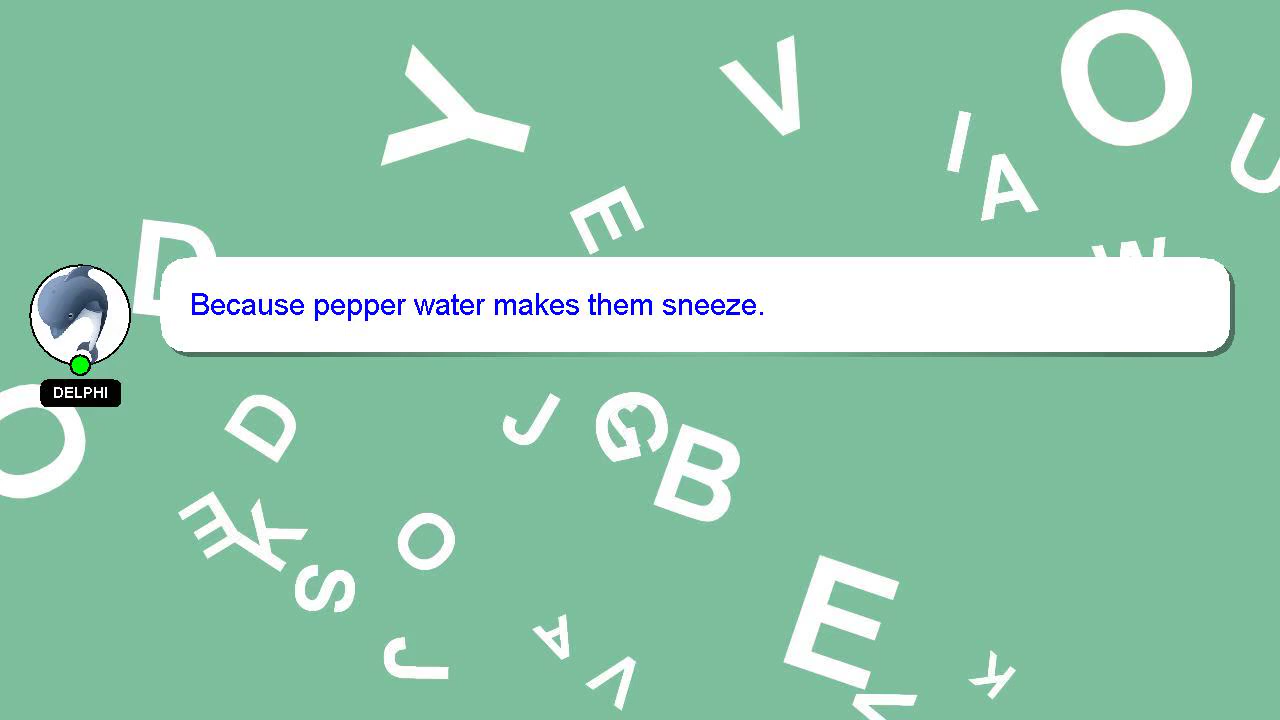 Y
V
O
I
A
U
E
D
W
Because pepper water makes them sneeze.
DELPHI
O
D
J
G
B
E
K
O
S
J
A
V
E
K
V